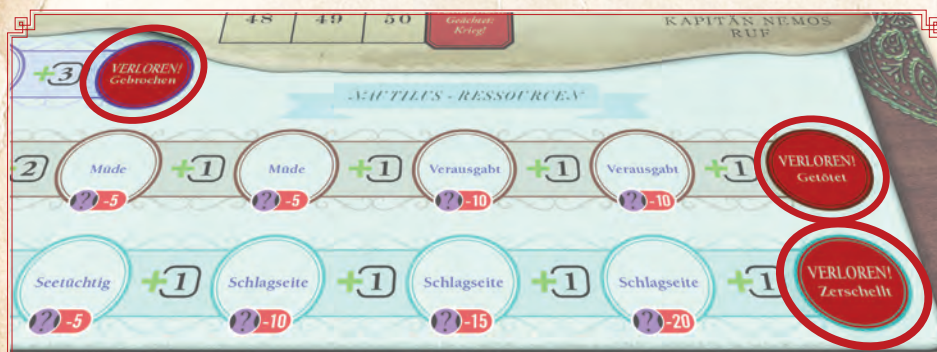 48 49 50
Geächtet:
Krieg!
KAPITÄN NEMOS
RUF
+3 VERLOREN!
Gebrochen
NAUTILUS - RESSOURCEN
2 Müde +1 Müde +1 Verausgabt +1 Verausgabt +1 VERLOREN!
Getötet
? -5 ? -5 ? -10 ? -10
Seetüchtig +1 Schlagseite +1 Schlagseite +1 Schlagseite +1 VERLOREN!
Zerschellt
? -5 ? -10 ? -15 ? -20